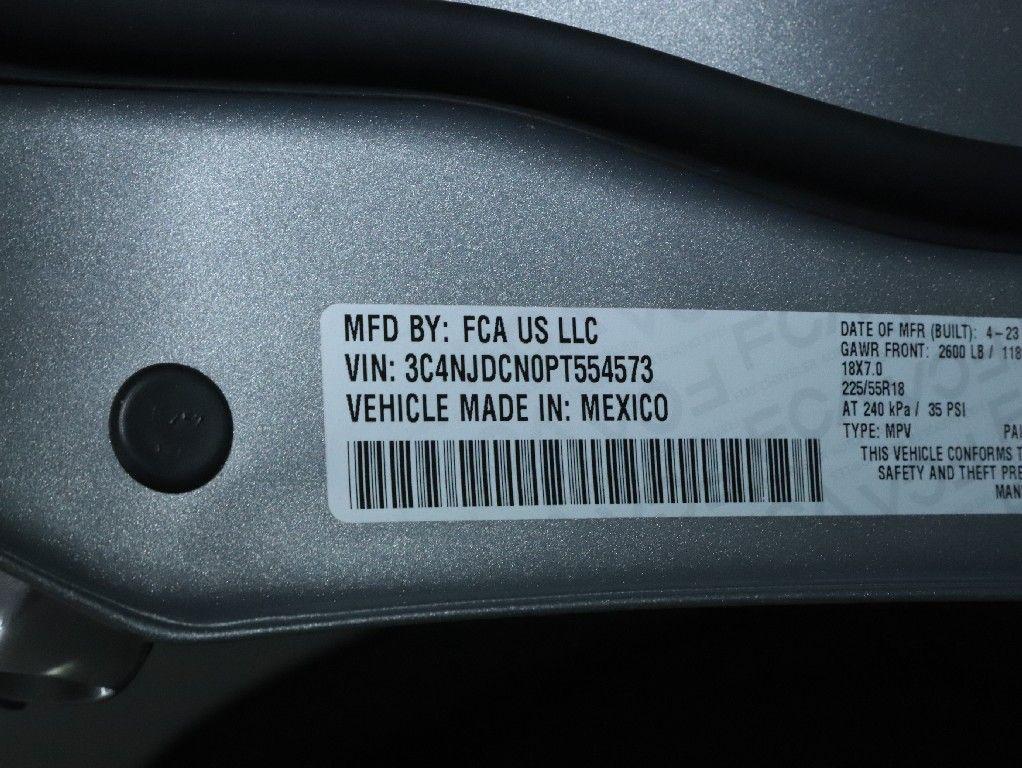 MFD BY: FCA US LLC
VIN: 3C4NJDCN0PT554573
VEHICLE MADE IN: MEXICO
DATE OF MFR (BUILT): 4-23
GAWR FRONT: 2600 LB / 118
18X7.0
225/55R18
AT 240 kPa / 35 PSI
TYPE: MPV
THIS VEHICLE CONFORMS T
SAFETY AND THEFT PRE